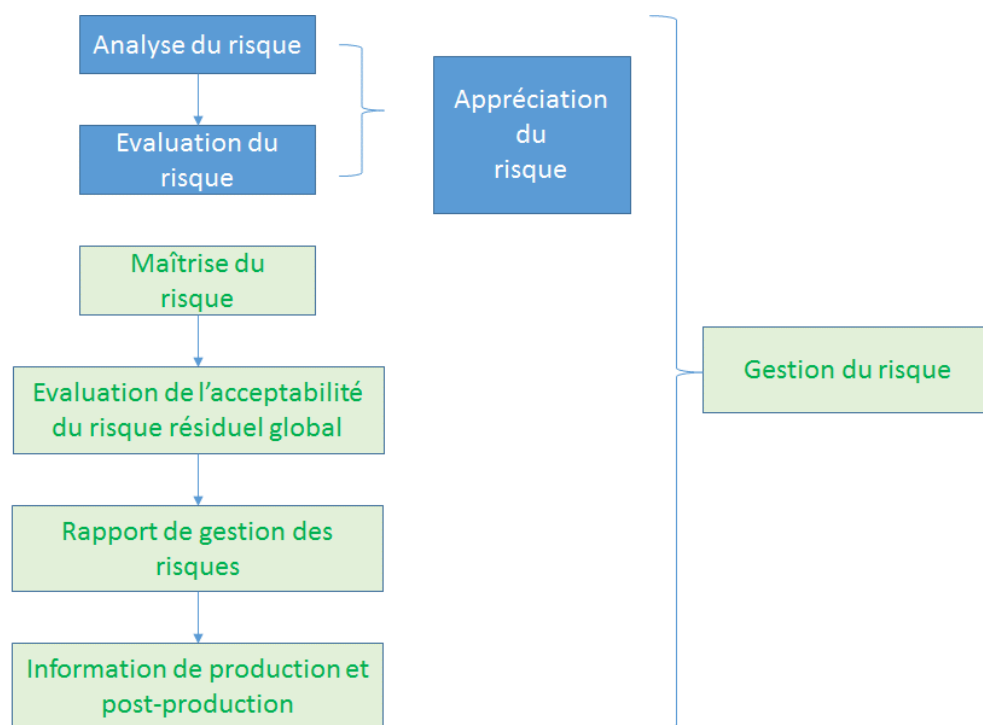 Analyse du risque
Evaluation du
risque
Appréciation
du
risque
Maîtrise du
risque
Evaluation de l'acceptabilité
du risque résiduel global
Gestion du risque
Rapport de gestion des
risques
Information de production et
post-production